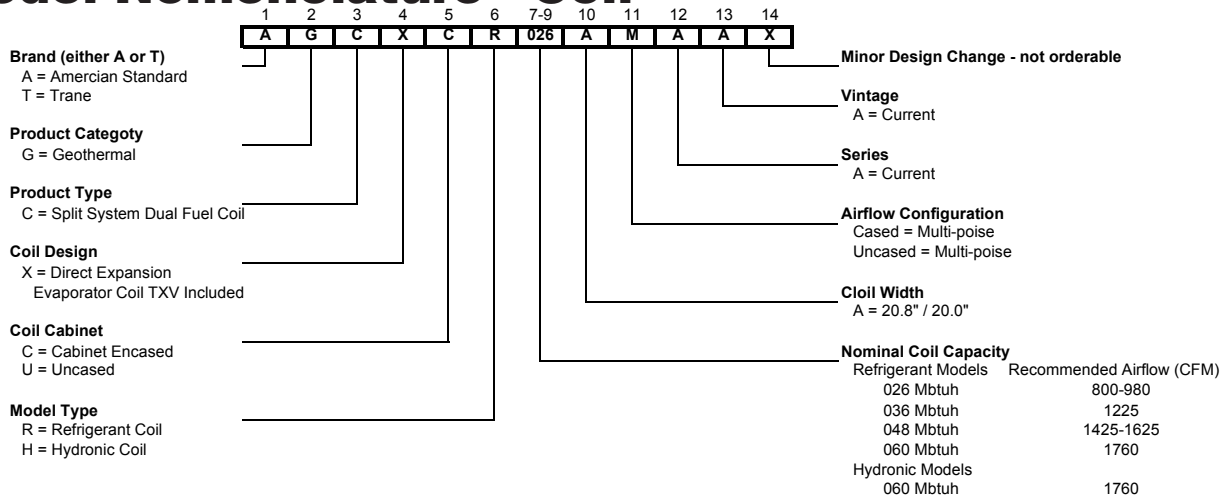 1 2 3 4 5 6 7-9 10 11 12 13 14
A G C X C R 026 A M A A X
Brand (either A or T)
A = Amercian Standard
T = Trane
Product Categoty
G = Geothermal
Product Type
C = Split System Dual Fuel Coil
Coil Design
X = Direct Expansion
Evaporator Coil TXV Included
Coil Cabinet
C = Cabinet Encased
U = Uncased
Model Type
R = Refrigerant Coil
H = Hydronic Coil
Minor Design Change - not orderable
Vintage
A = Current
Series
A = Current
Airflow Configuration
Cased = Multi-poise
Uncased = Multi-poise
Cloil Width
A = 20.8" / 20.0"
Nominal Coil Capacity
Refrigerant Models Recommended Airflow (CFM)
026 Mbtuh 800-980
036 Mbtuh 1225
048 Mbtuh 1425-1625
060 Mbtuh 1760
Hydronic Models
060 Mbtuh 1760